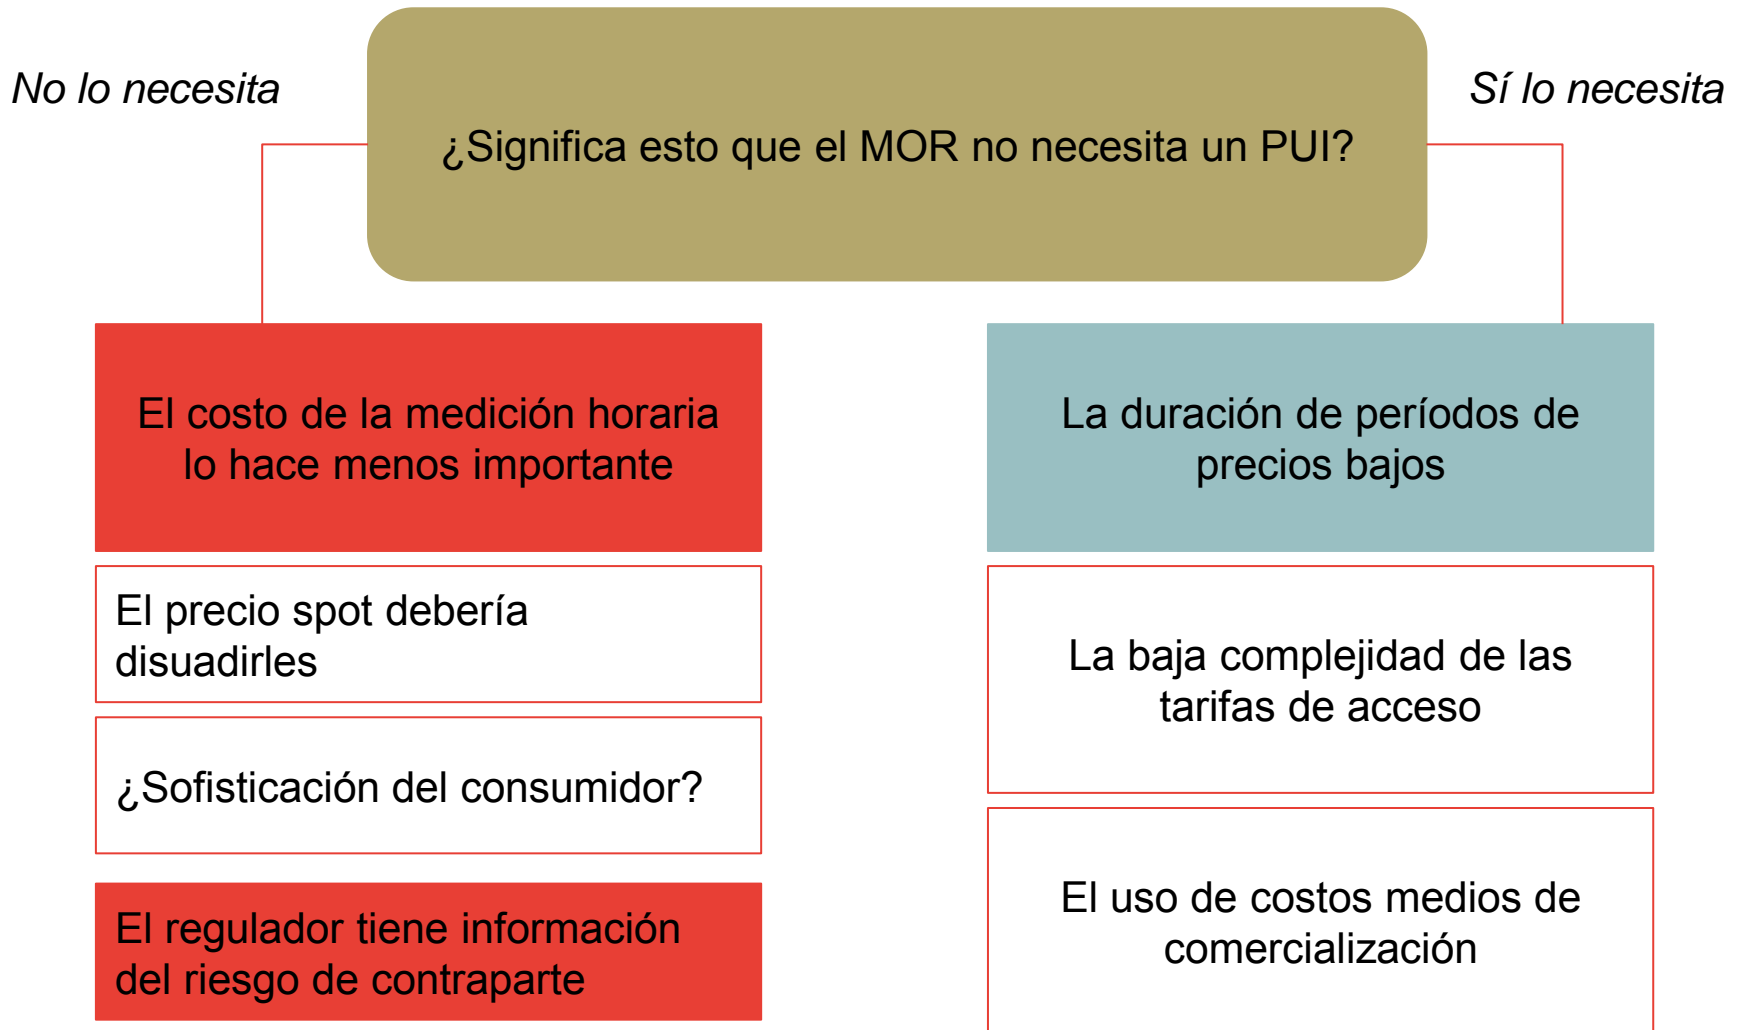 No lo necesita
¿Significa esto que el MOR no necesita un PUI?
Sí lo necesita
El costo de la medición horaria
lo hace menos importante
El precio spot debería
disuadirles
¿Sofisticación del consumidor?
El regulador tiene información
del riesgo de contraparte
La duración de períodos de
precios bajos
La baja complejidad de las
tarifas de acceso
El uso de costos medios de
comercialización